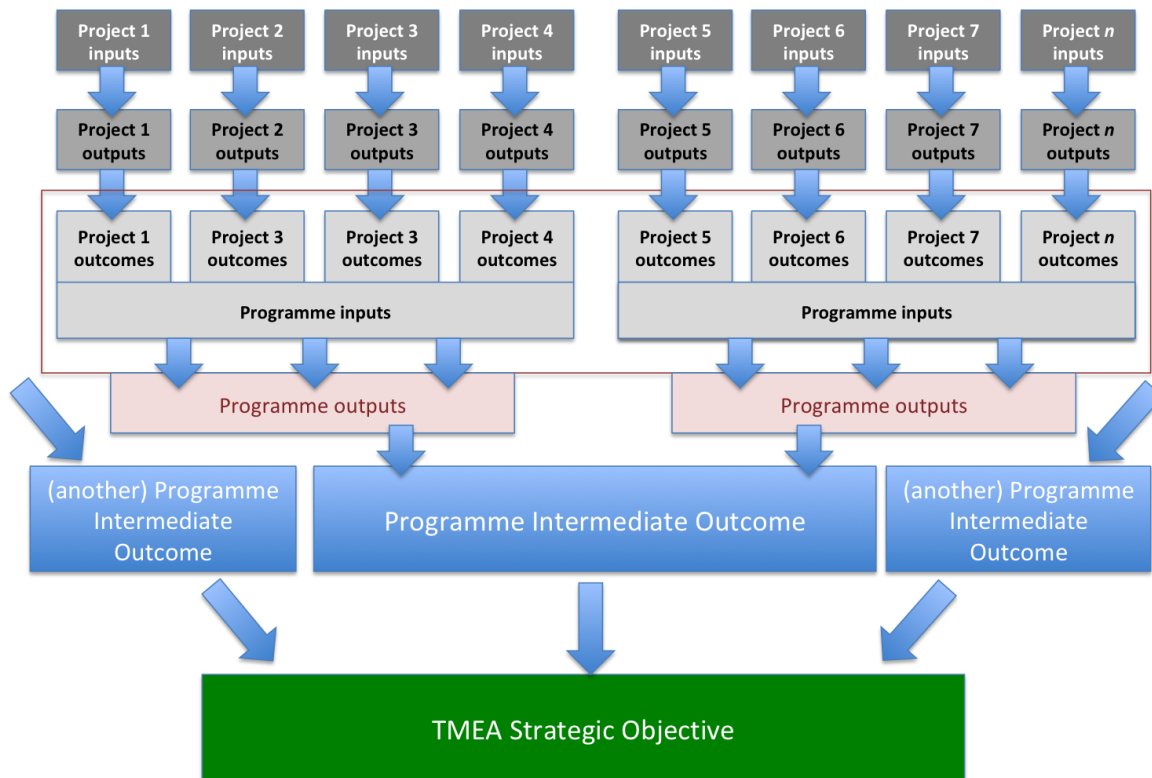 Project 1
inputs
Project 2
inputs
Project 3
inputs
Project 4
inputs
Project 5
inputs
Project 6
inputs
Project 7
inputs
Project n
inputs
Project 1
outputs
Project 2
outputs
Project 3
outputs
Project 4
outputs
Project 5
outputs
Project 6
outputs
Project 7
outputs
Project n
outputs
Project 1
outcomes
Project 3
outcomes
Project 3
outcomes
Project 4
outcomes
Project 5
outcomes
Project 6
outcomes
Project 7
outcomes
Project n
outcomes
Programme inputs
Programme inputs
Programme outputs
Programme outputs
(another) Programme
Intermediate
Outcome
Programme Intermediate Outcome
(another) Programme
Intermediate
Outcome
TMEA Strategic Objective